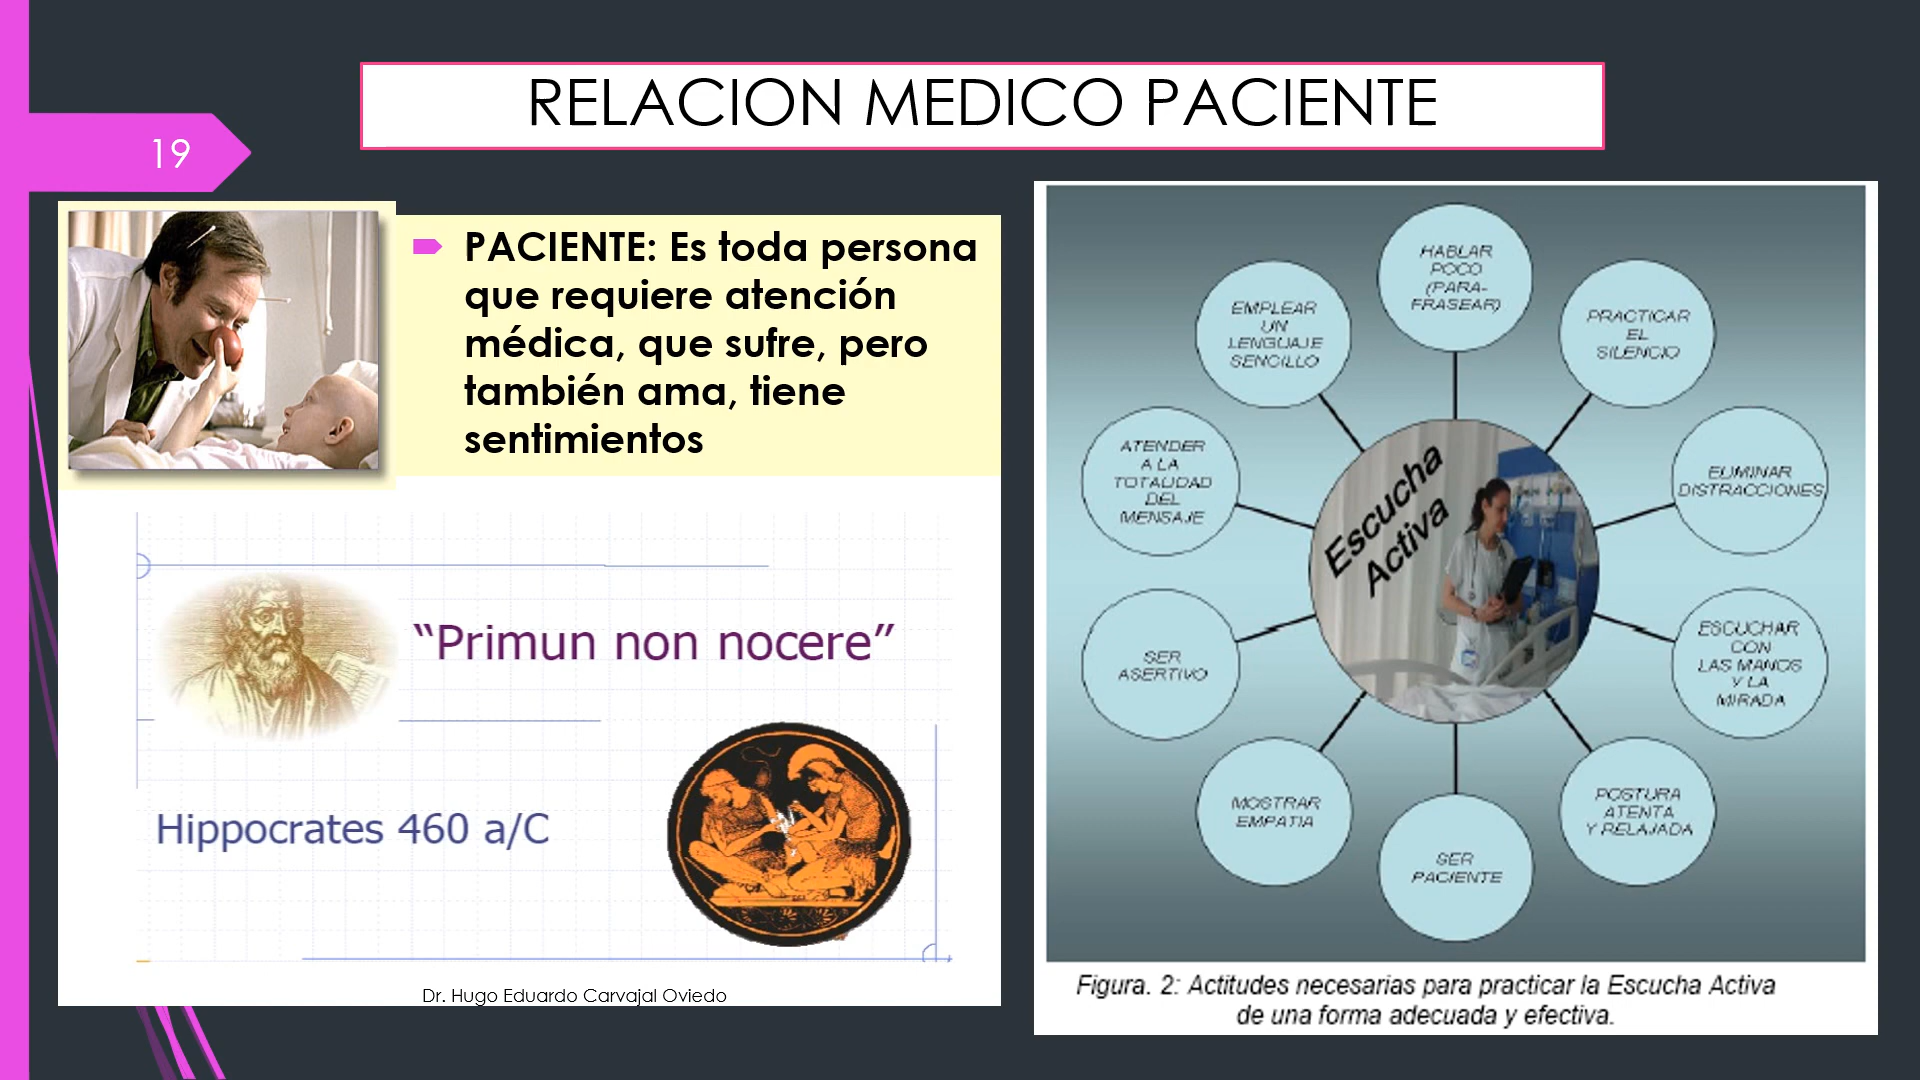 RELACION MEDICO PACIENTE
19
PACIENTE: Es toda persona
que requiere atención
médica, que sufre, pero
también ama, tiene
sentimientos
“Primun non nocere”
Hippocrates 460 a/C
Dr. Hugo Eduardo Carvajal Oviedo
HABLAR
POCO
(PARA-
FRASEAR)
PRACTICAR
EL
SILENCIO
ELIMINAR
DISTRACCIONES
ESCUCHAR
CON
LAS MANOS
Y LA
MIRADA
POSTURA
ATENTA
Y RELAJADA
SER
PACIENTE
MOSTRAR
EMPATIA
SER
ASERTIVO
ATENDER
A LA
TOTALIDAD
DEL
MENSAJE
EMPLEAR
UN
LENGUAJE
SENCILLO
Escucha
Activa
Figura. 2: Actitudes necesarias para practicar la Escucha Activa
de una forma adecuada y efectiva.